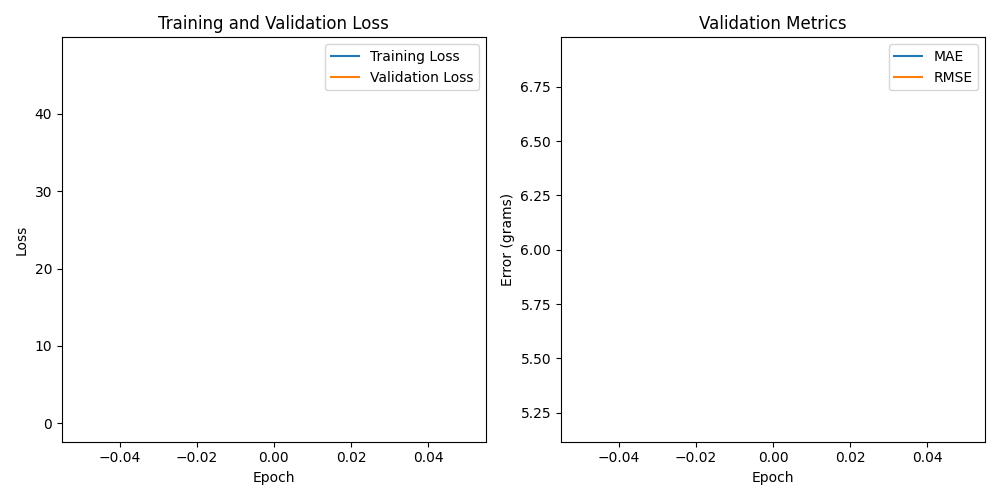 Training and Validation Loss
Training Loss
Validation Loss
Loss
40
30
20
10
0
−0.04 −0.02 0.00 0.02 0.04
Epoch
Validation Metrics
MAE
RMSE
Error (grams)
6.75
6.50
6.25
6.00
5.75
5.50
5.25
−0.04 −0.02 0.00 0.02 0.04
Epoch